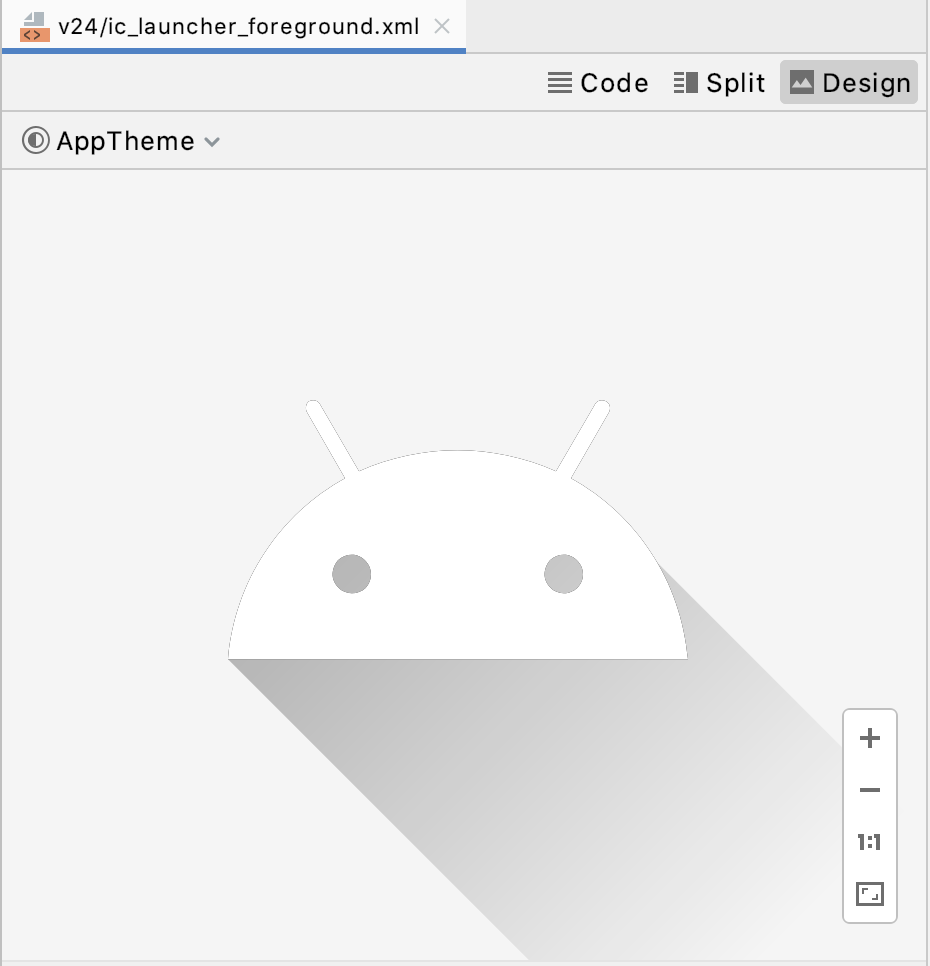 v24/ic_launcher_foreground.xml
Code Split Design
AppTheme
1:1